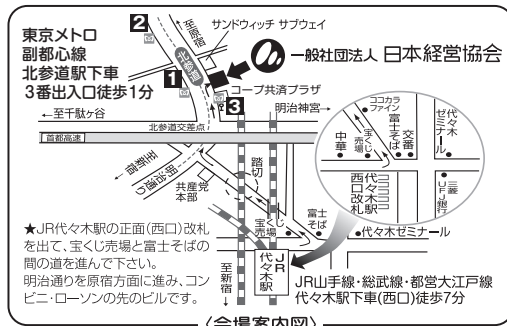 東京メトロ
副都心線
北参道駅下車
3番出入口徒歩1分
2
至原宿
サンドウィッチ サブウェイ
北参道
1
一般社団法人 日本経営協会
3
コープ共済プラザ
←至千駄ヶ谷
明治神宮→
北参道交差点
首都高速
至新宿
明治通り
共産党
本部
踏切
ココカラ
ファイン
宝くじ
売場
富士そば
交番
代々木
ゼミナール
中華
代々木駅
西口改札
三菱
UFJ銀行
★JR代々木駅の正面(西口)改札
を出て、宝くじ売場と富士そばの
間の道を進んで下さい。
明治通りを原宿方面に進み、コン
ビニ・ローソンの先のビルです。
宝くじ
売場
富士
そば
代々木ゼミナール
至新宿
JR
代々木駅
JR山手線・総武線・都営大江戸線
代々木駅下車(西口)徒歩7分
〈会場案内図〉